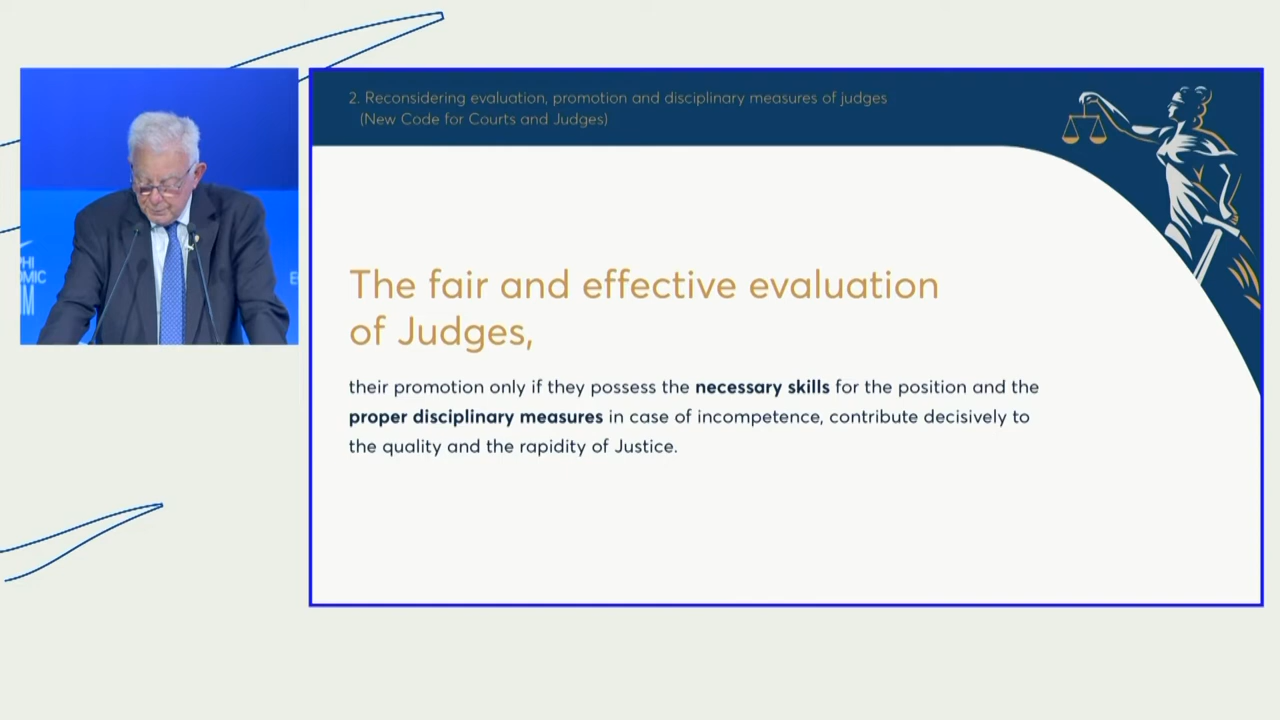 2. Reconsidering evaluation, promotion and disciplinary measures of judges
(New Code for Courts and Judges)
The fair and effective evaluation
of Judges,
their promotion only if they possess the necessary skills for the position and the
proper disciplinary measures in case of incompetence, contribute decisively to
the quality and the rapidity of Justice.